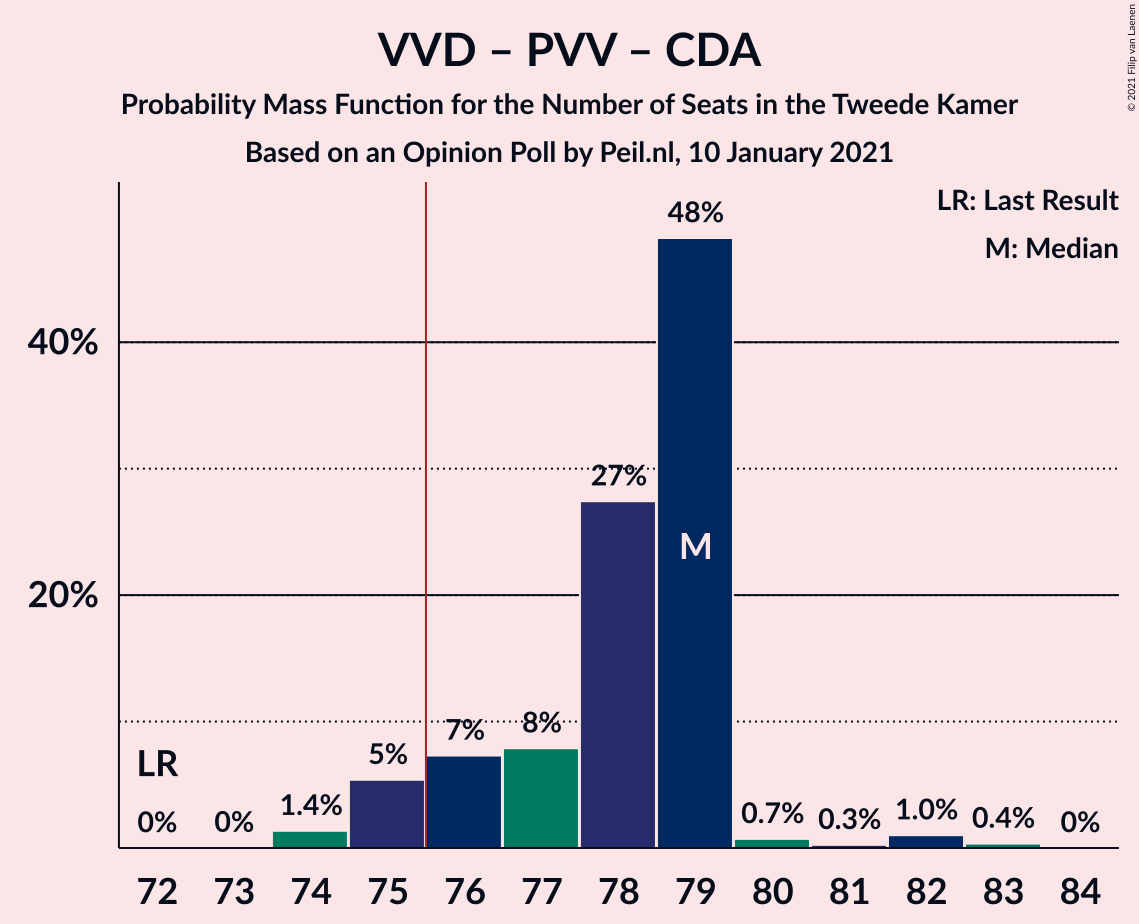 VVD – PVV – CDA
Probability Mass Function for the Number of Seats in the Tweede Kamer
Based on an Opinion Poll by Peil.nl, 10 January 2021
© 2021 Filip van Laenen
LR: Last Result
M: Median
40%
20%
LR
M
0%
0%
1.4%
5%
7%
8%
27%
48%
0.7%
0.3%
1.0%
0.4%
0%
72 73 74 75 76 77 78 79 80 81 82 83 84